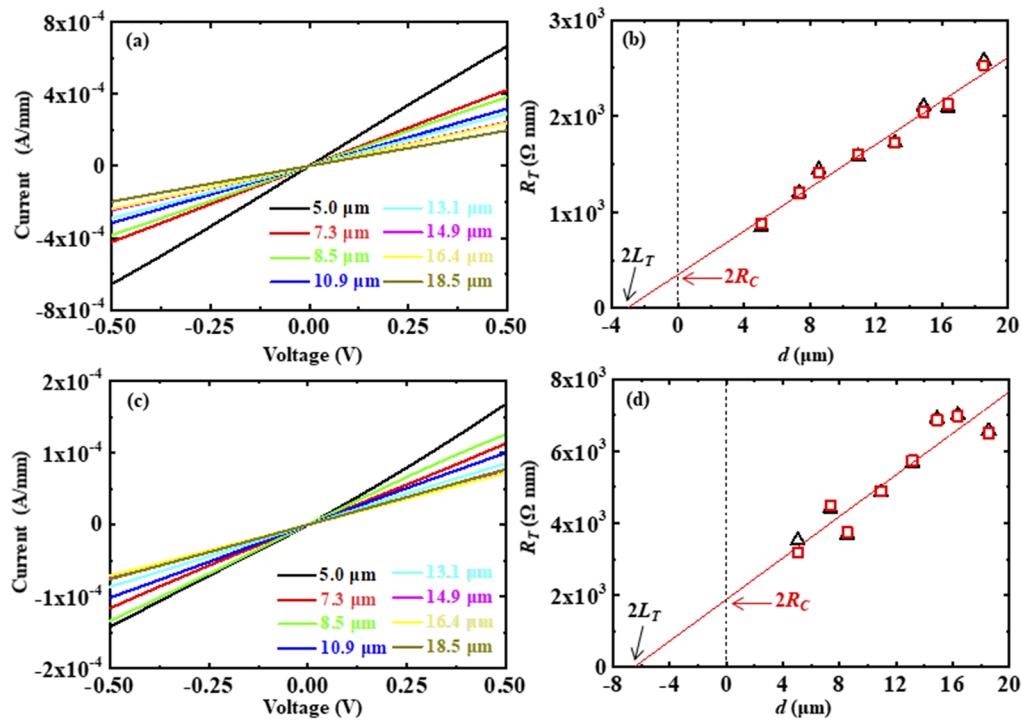 (a)
8x10⁻⁴
4x10⁻⁴
0
-4x10⁻⁴
-8x10⁻⁴
Current (A/mm)
5.0 μm 13.1 μm
7.3 μm 14.9 μm
8.5 μm 16.4 μm
10.9 μm 18.5 μm
-0.50 -0.25 0.00 0.25 0.50
Voltage (V)
(b)
3x10³
2x10³
1x10³
0
R_T (Ω mm)
2L_T
2R_C
-4 0 4 8 12 16 20
d (μm)
(c)
2x10⁻⁴
1x10⁻⁴
0
-1x10⁻⁴
-2x10⁻⁴
Current (A/mm)
5.0 μm 13.1 μm
7.3 μm 14.9 μm
8.5 μm 16.4 μm
10.9 μm 18.5 μm
-0.50 -0.25 0.00 0.25 0.50
Voltage (V)
(d)
8x10³
6x10³
4x10³
2x10³
0
R_T (Ω mm)
2L_T
2R_C
-8 -4 0 4 8 12 16 20
d (μm)